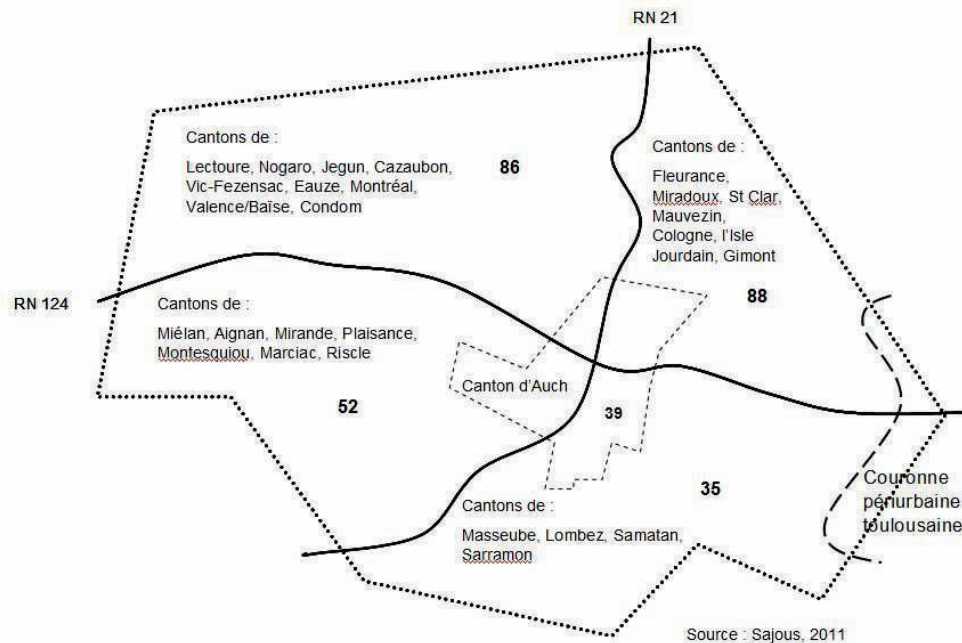 RN 21
Cantons de :
Lectoure, Nogaro, Jegun, Cazaubon,
Vic-Fezensac, Eauze, Montréal,
Valence/Baïse, Condom
86
Cantons de :
Fleurance,
Miradoux, St Clar,
Mauvezin,
Cologne, l'Isle
Jourdain, Gimont
88
RN 124
Cantons de :
Miélan, Aignan, Mirande, Plaisance,
Montesquiou, Marciac, Riscle
52
Canton d'Auch
39
35
Cantons de :
Masseube, Lombez, Samatan,
Sarramon
Couronne
périurbaine
toulousaine
Source : Sajous, 2011